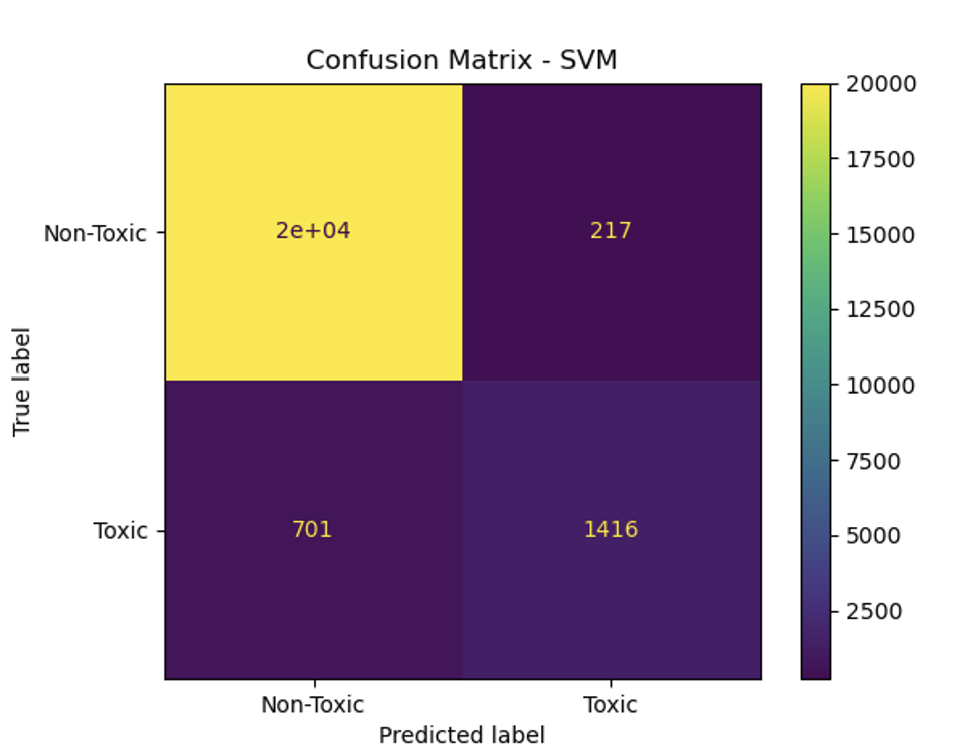 Confusion Matrix - SVM
20000
17500
15000
12500
10000
7500
5000
2500
Non-Toxic
2e+04
217
True label
Toxic
701
1416
Non-Toxic
Toxic
Predicted label